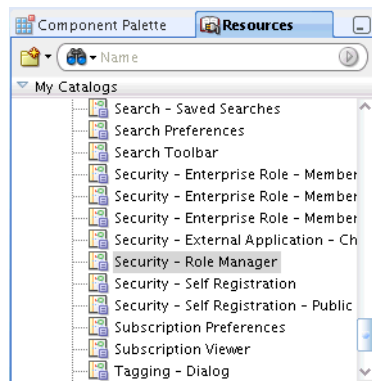 Component Palette Resources
Name
My Catalogs
Search - Saved Searches
Search Preferences
Search Toolbar
Security - Enterprise Role - Member
Security - Enterprise Role - Member
Security - Enterprise Role - Member
Security - External Application - Ch
Security - Role Manager
Security - Self Registration
Security - Self Registration - Public
Subscription Preferences
Subscription Viewer
Tagging - Dialog